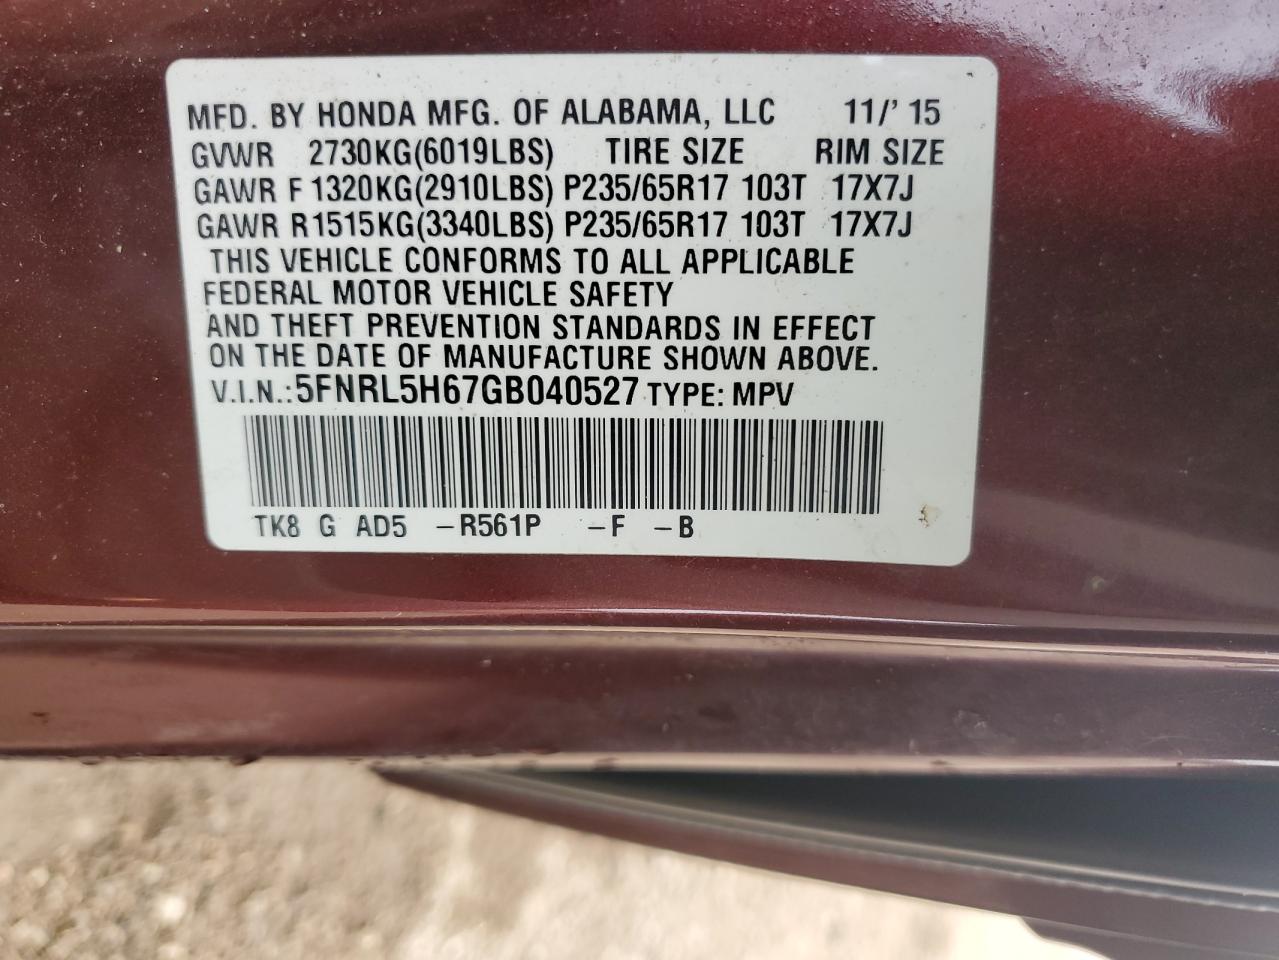 MFD. BY HONDA MFG. OF ALABAMA, LLC 11/'15
GVWR 2730KG(6019LBS) TIRE SIZE RIM SIZE
GAWR F 1320KG(2910LBS) P235/65R17 103T 17X7J
GAWR R1515KG(3340LBS) P235/65R17 103T 17X7J
THIS VEHICLE CONFORMS TO ALL APPLICABLE
FEDERAL MOTOR VEHICLE SAFETY
AND THEFT PREVENTION STANDARDS IN EFFECT
ON THE DATE OF MANUFACTURE SHOWN ABOVE.
V.I.N.:5FNRL5H67GB040527 TYPE: MPV
TK8 G AD5 -R561P -F -B